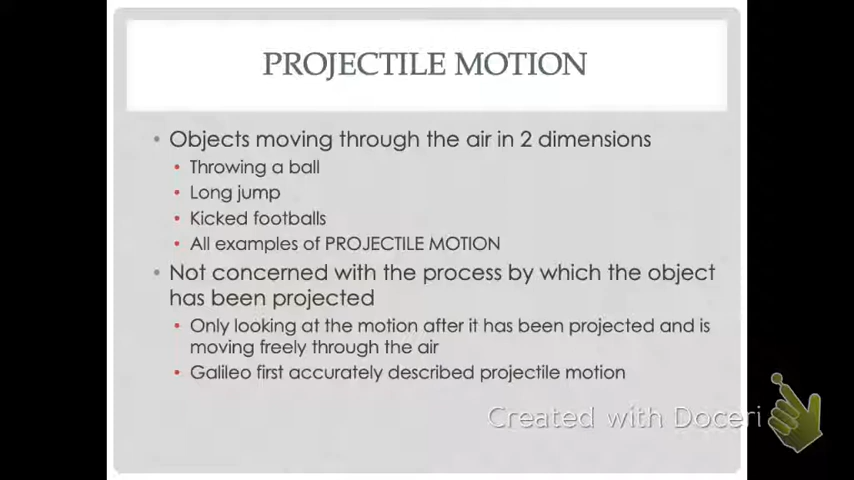 PROJECTILE MOTION
• Objects moving through the air in 2 dimensions
• Throwing a ball
• Long jump
• Kicked footballs
• All examples of PROJECTILE MOTION
• Not concerned with the process by which the object
has been projected
• Only looking at the motion after it has been projected and is
moving freely through the air
• Galileo first accurately described projectile motion
Created with Doceri